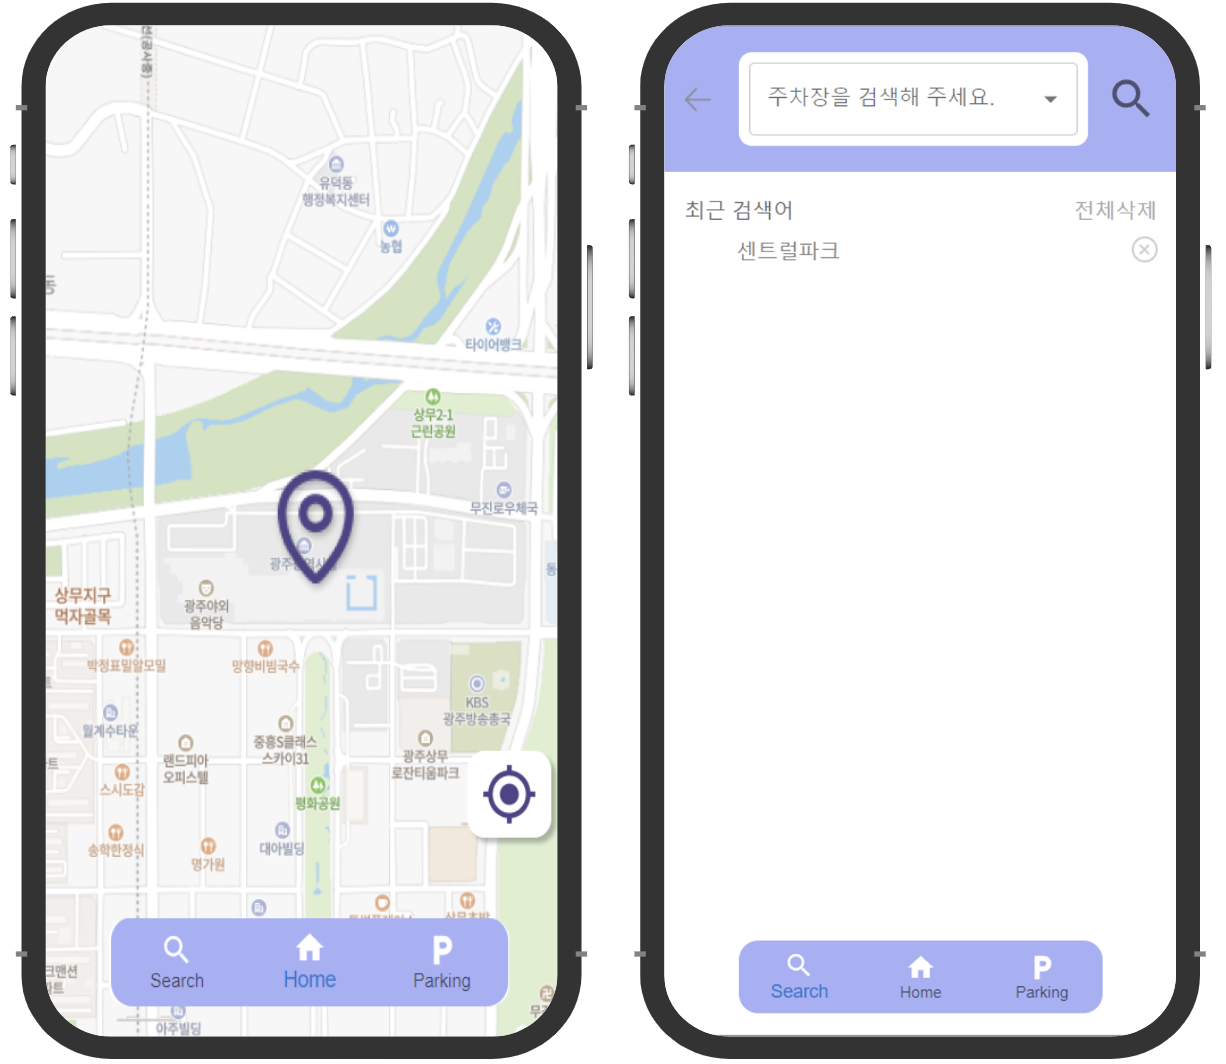 유덕동
행정복지센터
농협
동
타이어뱅크
상무2-1
근린공원
무진로우체국
상무지구
먹자골목
광주야외
음악당
박정표밀알모밀
망향비빔국수
KBS
광주방송총국
월계수타운
중흥S클래스
스카이31
랜드피아
오피스텔
광주상무
로잔티움파크
스시도감
평화공원
송학한정식
명가원
대아빌딩
Search
Home
Parking
크맨션
아주빌딩
주차장을 검색해 주세요.
최근 검색어
전체삭제
센트럴파크
Search
Home
Parking